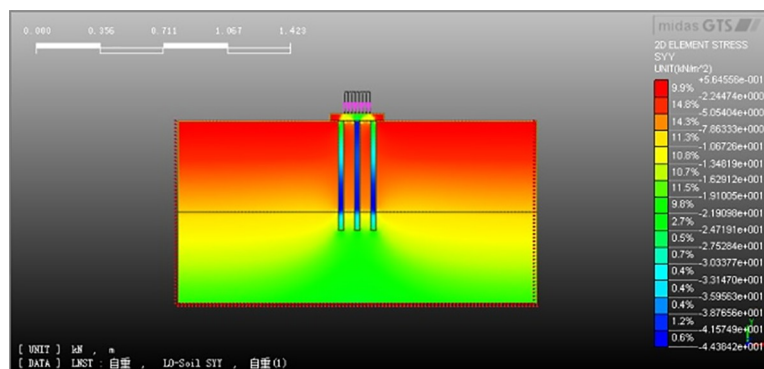 0.000 0.356 0.711 1.067 1.423
midas GTS
2D ELEMENT STRESS
SYY
UNIT(kN/m^2)
+5.64556e-001
9.9%
-2.24474e+000
14.8%
-5.05404e+000
14.3%
-7.86333e+000
11.3%
-1.06726e+001
10.8%
-1.34819e+001
10.7%
-1.62912e+001
11.5%
-1.91005e+001
9.8%
-2.19098e+001
2.7%
-2.47191e+001
0.5%
-2.75284e+001
0.7%
-3.03377e+001
0.4%
-3.31470e+001
0.4%
-3.59563e+001
0.4%
-3.87656e+001
1.2%
-4.15749e+001
0.6%
-4.43842e+001
[ UNIT ] kN , m
[ DATA ] LNST : 自重 , LO-Soil SYY , 自重(1)